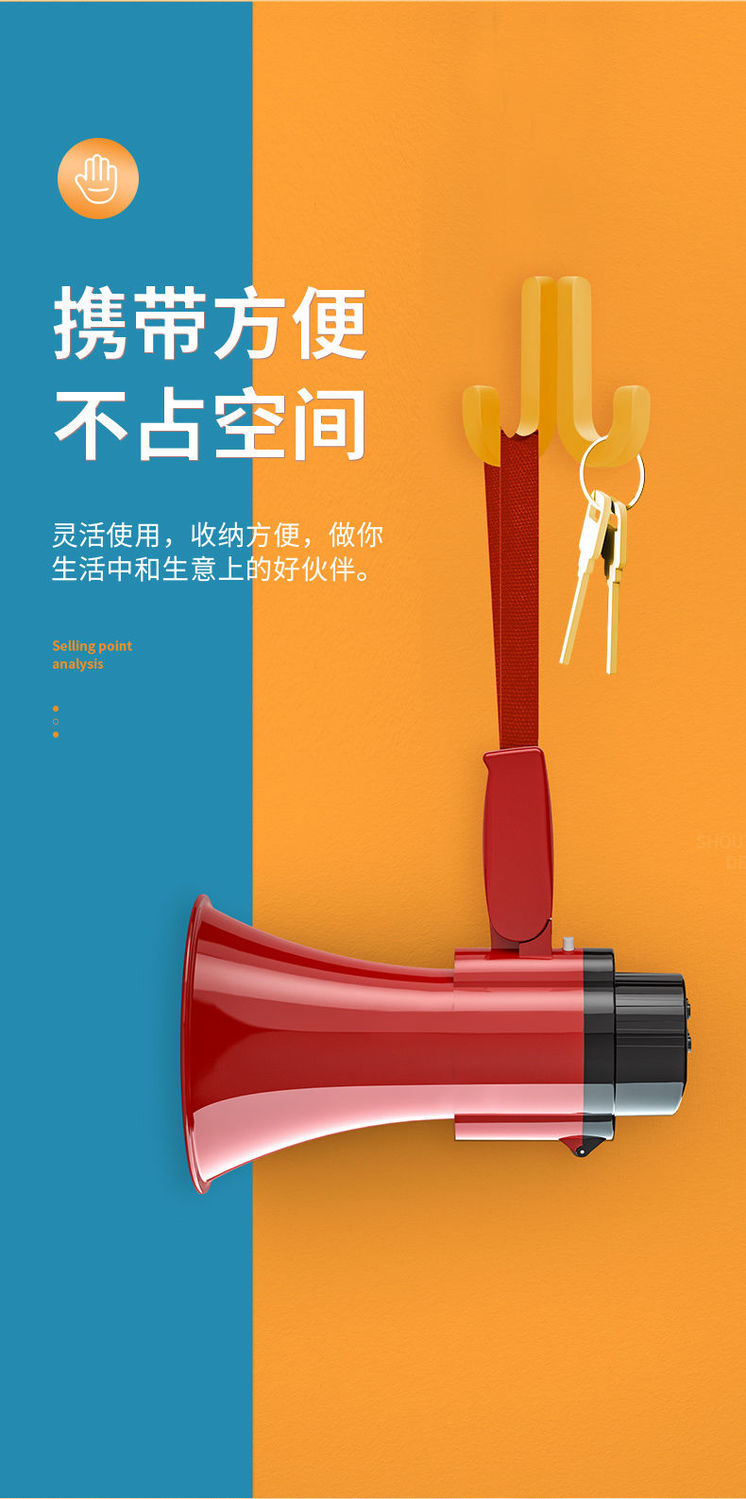 携带方便
不占空间
灵活使用，收纳方便，做你
生活中和生意上的好伙伴。
Selling point
analysis